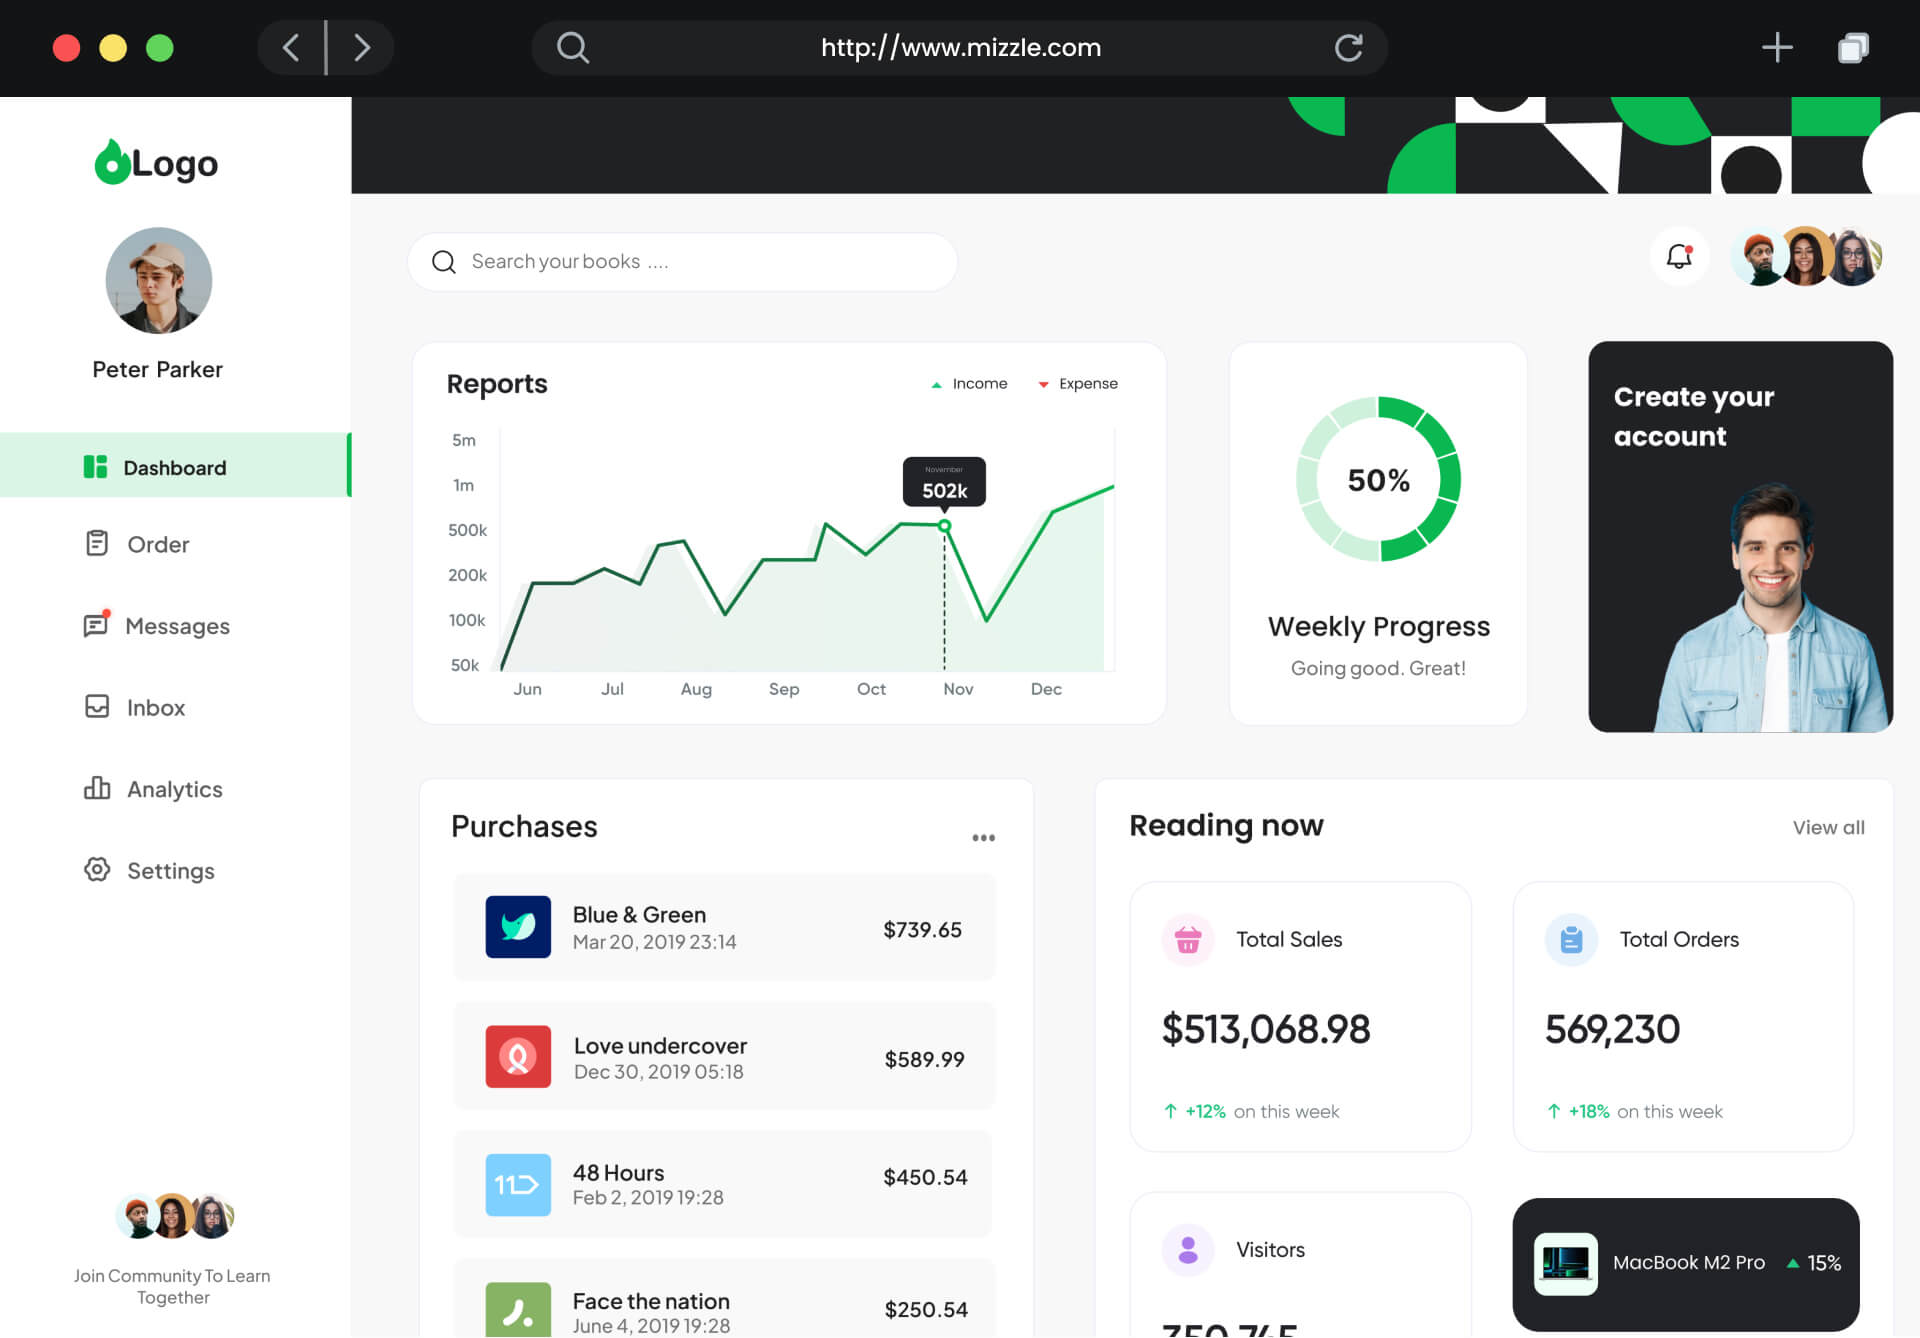 http://www.mizzle.com
Logo
Peter Parker
Dashboard
Order
Messages
Inbox
Analytics
Settings
Join Community To Learn
Together
Search your books ....
Reports
Income
Expense
5m
1m
500k
200k
100k
50k
November
502k
Jun
Jul
Aug
Sep
Oct
Nov
Dec
50%
Weekly Progress
Going good. Great!
Create your
account
Purchases
Blue & Green
Mar 20, 2019 23:14
$739.65
Love undercover
Dec 30, 2019 05:18
$589.99
48 Hours
Feb 2, 2019 19:28
$450.54
Face the nation
June 4, 2019 19:28
$250.54
Reading now
View all
Total Sales
$513,068.98
+12% on this week
Total Orders
569,230
+18% on this week
Visitors
MacBook M2 Pro
15%